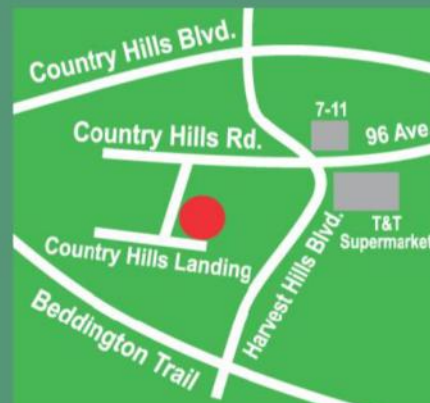 Country Hills Blvd.
7-11
Country Hills Rd.
96 Ave
T&T
Supermarket
Country Hills Landing
Harvest Hills Blvd.
Beddington Trail